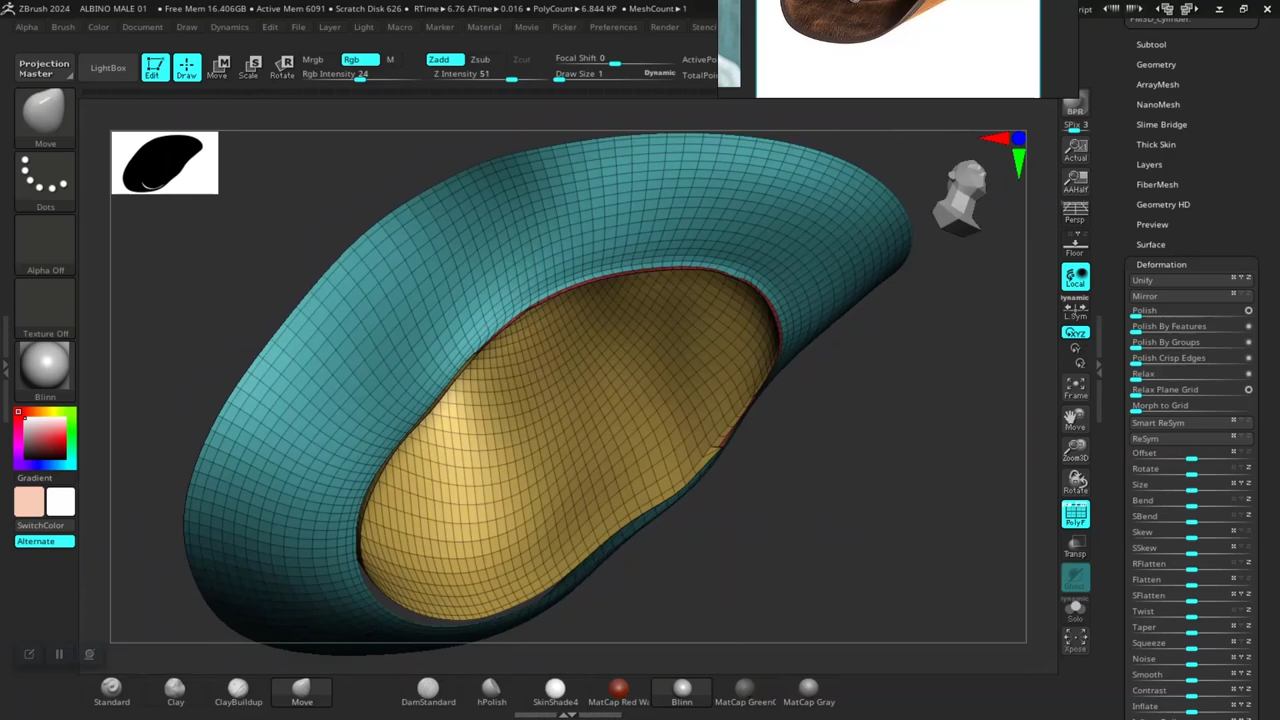 ZBrush 2024 ALBINO MALE 01 • Free Mem 16.406GB • Active Mem 6091 • Scratch Disk 626 • RTime▸6.76 ATime▸0.016 • PolyCount▸6.844 KP • MeshCount▸1
Alpha Brush Color Document Draw Dynamics Edit File Layer Light Macro Marker Material Movie Picker Preferences Render
Projection Master
LightBox
Edit
Draw
Move
Scale
Rotate
Mrgb Rgb M
Rgb Intensity 24
Zadd Zsub Zcut
Z Intensity 51
Focal Shift 0
Draw Size 1 Dynamic
Move
Dots
Alpha Off
Texture Off
Blinn
Gradient
SwitchColor
Alternate
BPR
SPix 3
Actual
AAHalf
Persp
Floor
Local
Dynamic
L.Sym
XYZ
Frame
Move
Zoom3D
Rotate
PolyF
Transp
Ghost
Dynamic
Solo
Xpose
PM3D_Cylinder.
Subtool
Geometry
ArrayMesh
NanoMesh
Slime Bridge
Thick Skin
Layers
FiberMesh
Geometry HD
Preview
Surface
Deformation
Unify
Mirror
Polish
Polish By Features
Polish By Groups
Polish Crisp Edges
Relax
Relax Plane Grid
Morph to Grid
Smart ReSym
ReSym
Offset
Rotate
Size
Bend
SBend
Skew
SSkew
RFlatten
Flatten
SFlatten
Twist
Taper
Squeeze
Noise
Smooth
Contrast
Inflate
Standard Clay ClayBuildup Move DamStandard hPolish SkinShade4 Blinn MatCap Gray